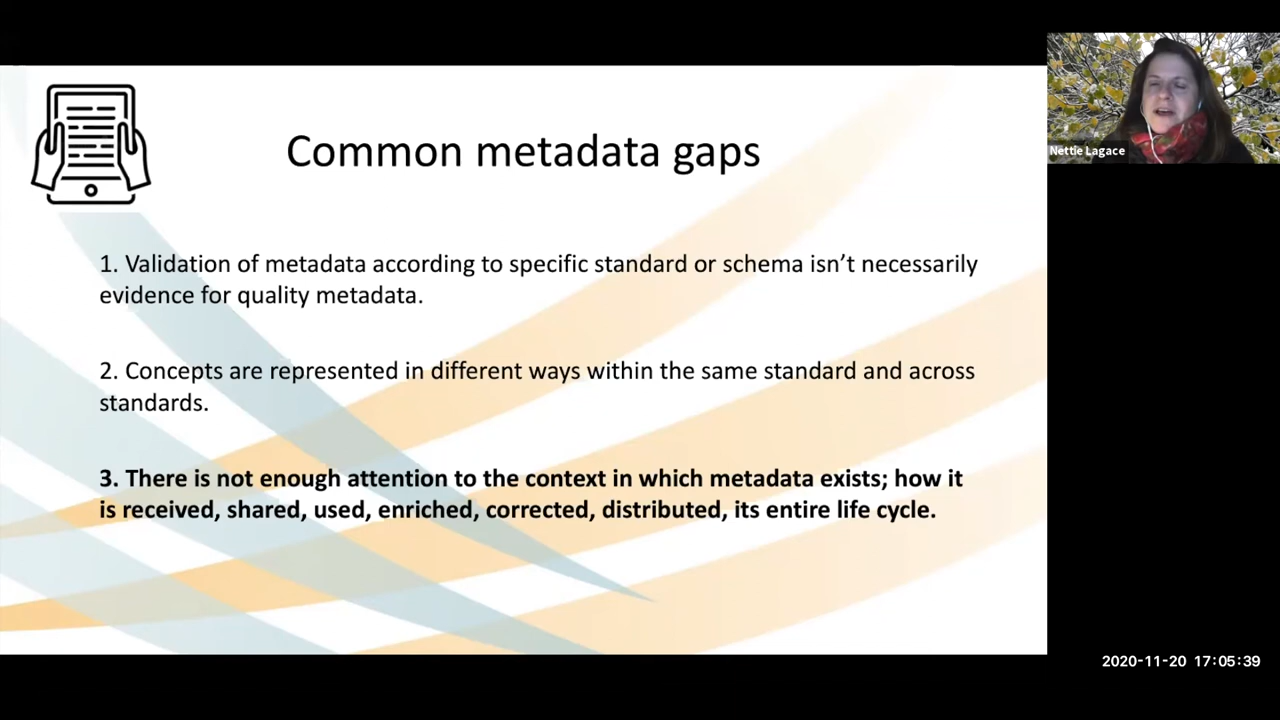 Common metadata gaps
Nettie Lagace
1. Validation of metadata according to specific standard or schema isn’t necessarily
evidence for quality metadata.
2. Concepts are represented in different ways within the same standard and across
standards.
3. There is not enough attention to the context in which metadata exists; how it
is received, shared, used, enriched, corrected, distributed, its entire life cycle.
2020-11-20 17:05:39